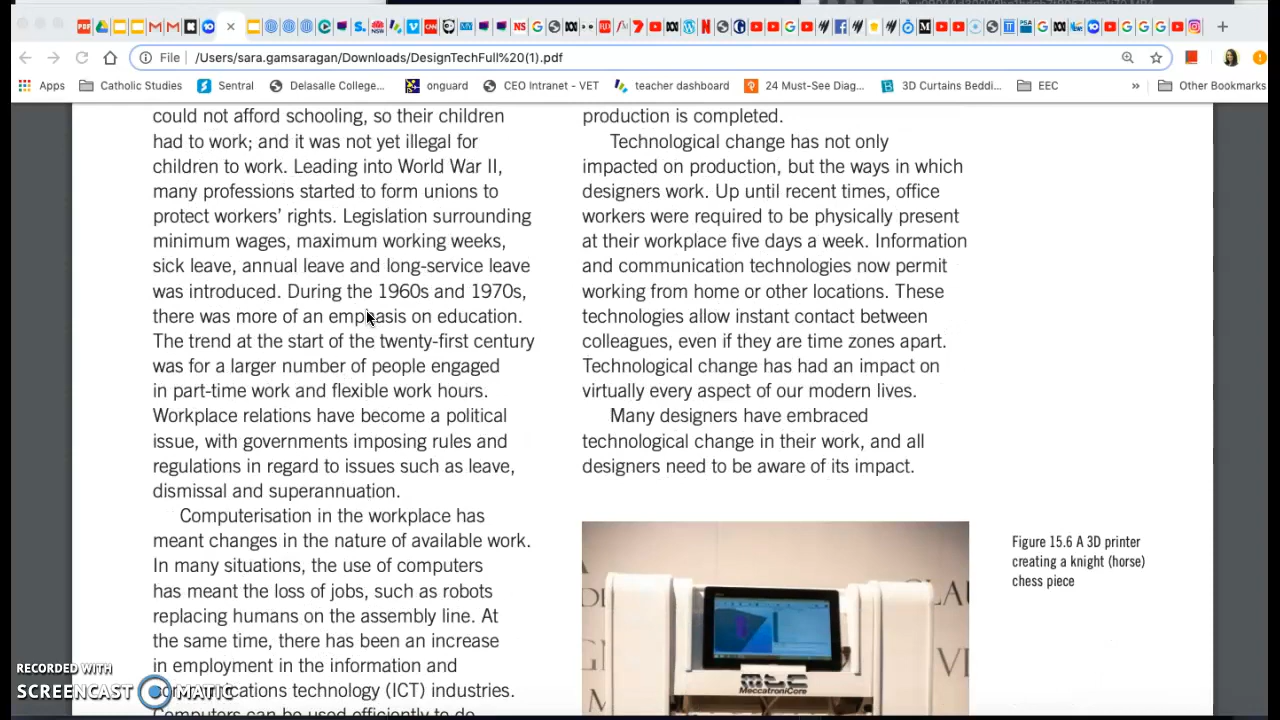 File
/Users/sara.gamsaragan/Downloads/DesignTechFull%20(1).pdf
Apps
Catholic Studies
Sentral
Delasalle College...
onguard
CEO Intranet - VET
teacher dashboard
24 Must-See Diag...
3D Curtains Beddi...
EEC
»
Other Bookmarks
could not afford schooling, so their children
had to work; and it was not yet illegal for
children to work. Leading into World War II,
many professions started to form unions to
protect workers' rights. Legislation surrounding
minimum wages, maximum working weeks,
sick leave, annual leave and long-service leave
was introduced. During the 1960s and 1970s,
there was more of an emphasis on education.
The trend at the start of the twenty-first century
was for a larger number of people engaged
in part-time work and flexible work hours.
Workplace relations have become a political
issue, with governments imposing rules and
regulations in regard to issues such as leave,
dismissal and superannuation.
Computerisation in the workplace has
meant changes in the nature of available work.
In many situations, the use of computers
has meant the loss of jobs, such as robots
replacing humans on the assembly line. At
the same time, there has been an increase
in employment in the information and
technology (ICT) industries.
Computers can be used efficiently to do
production is completed.
Technological change has not only
impacted on production, but the ways in which
designers work. Up until recent times, office
workers were required to be physically present
at their workplace five days a week. Information
and communication technologies now permit
working from home or other locations. These
technologies allow instant contact between
colleagues, even if they are time zones apart.
Technological change has had an impact on
virtually every aspect of our modern lives.
Many designers have embraced
technological change in their work, and all
designers need to be aware of its impact.
MeccatroniCore
Figure 15.6 A 3D printer
creating a knight (horse)
chess piece
RECORDED WITH
SCREENCAST MATIC